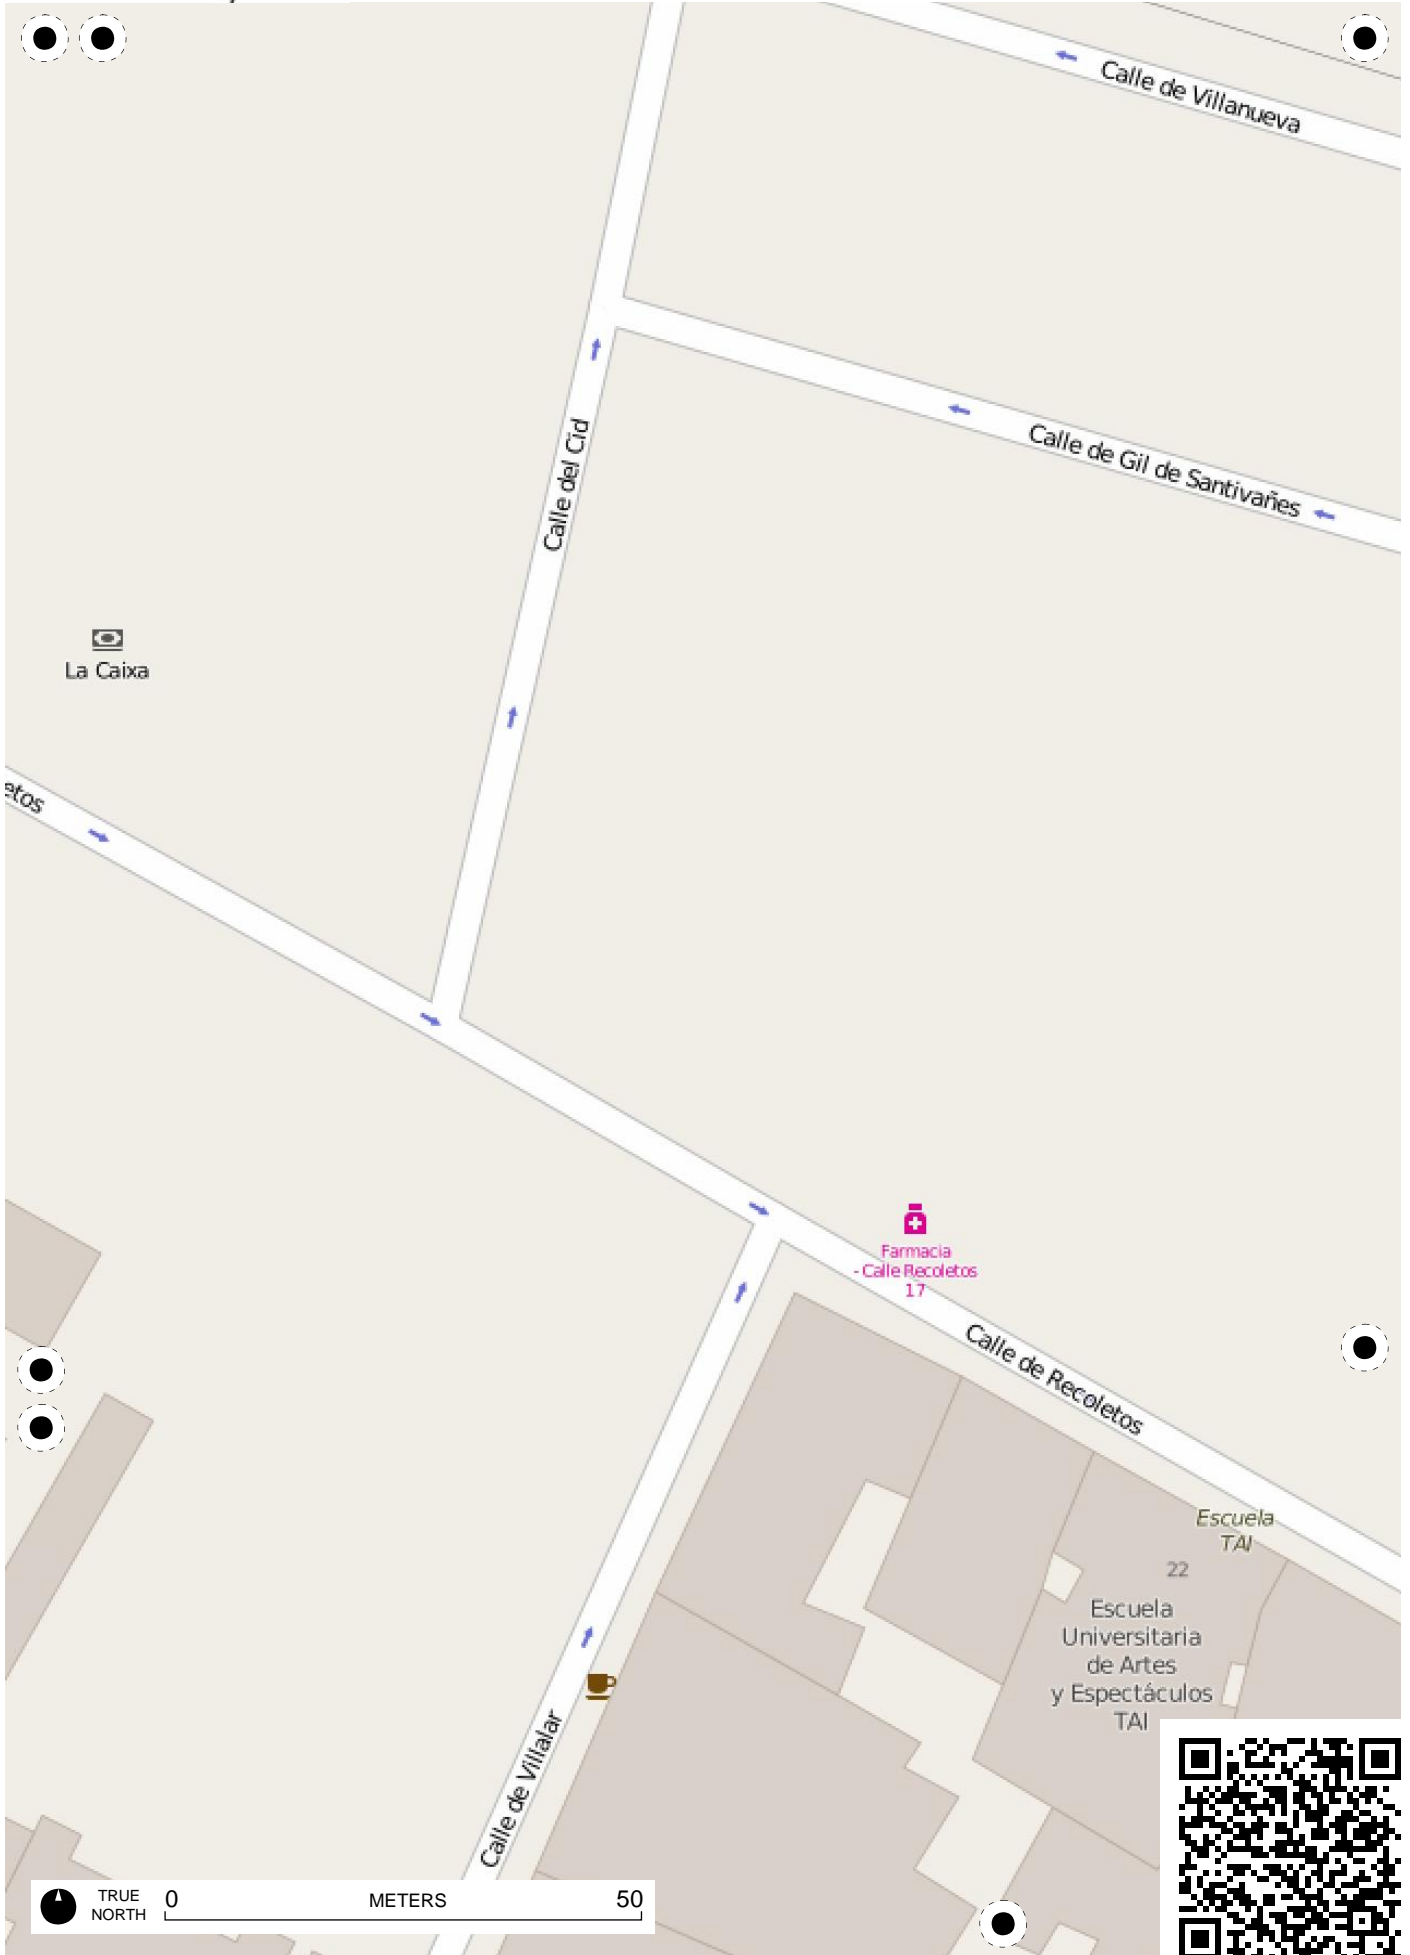 Calle de Villanueva
Calle de Gil de Santivañes
Calle del Cid
La Caixa
etos
Farmacia
- Calle Recoletos
17
Calle de Recoletos
Escuela
TAI
22
Escuela
Universitaria
de Artes
y Espectáculos
TAI
Calle de Villalar
TRUE
NORTH
0 METERS 50